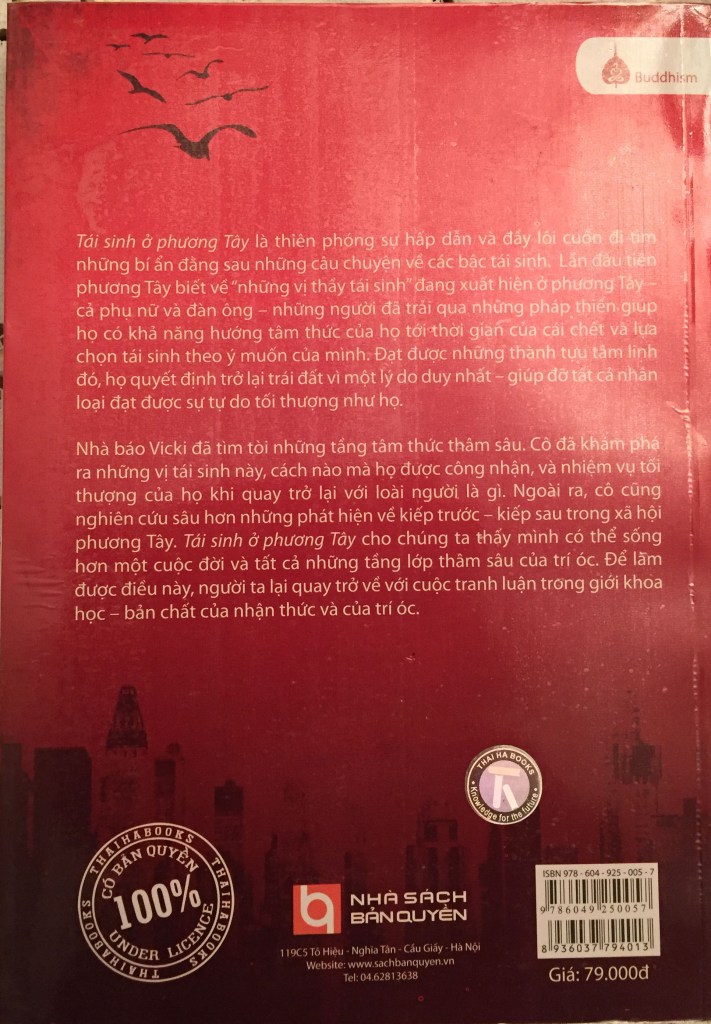 Buddhism
Tái sinh ở phương Tây là thiên phóng sự hấp dẫn và đầy lôi cuốn đi tìm
những bí ẩn đằng sau những câu chuyện về các bậc tái sinh. Lần đầu tiên
phương Tây biết về “những vị thầy tái sinh” đang xuất hiện ở phương Tây –
cả phụ nữ và đàn ông – những người đã trải qua những pháp thiền giúp
họ có khả năng hướng tâm thức của họ tới thời gian của cái chết và lựa
chọn tái sinh theo ý muốn của mình. Đạt được những thành tựu tâm linh
đó, họ quyết định trở lại trái đất vì một lý do duy nhất – giúp đỡ tất cả nhân
loại đạt được sự tự do tối thượng như họ.
Nhà báo Vicki đã tìm tòi những tầng tâm thức thâm sâu. Cô đã khám phá
ra những vị tái sinh này, cách nào mà họ được công nhận, và nhiệm vụ tối
thượng của họ khi quay trở lại với loài người là gì. Ngoài ra, cô cũng
nghiên cứu sâu hơn những phát hiện về kiếp trước – kiếp sau trong xã hội
phương Tây. Tái sinh ở phương Tây cho chúng ta thấy mình có thể sống
hơn một cuộc đời và tất cả những tầng lớp thâm sâu của trí óc. Để làm
được điều này, người ta lại quay trở về với cuộc tranh luận trong giới khoa
học – bản chất của nhận thức và của trí óc.
THAI HA BOOKS
Knowledge for the future
THAIHABOOKS
CÓ BẢN QUYỀN
100%
UNDER LICENCE
THAIHABOOKS
THAIHABOOKS
NHÀ SÁCH
BẢN QUYỀN
119C5 Tô Hiệu - Nghĩa Tân - Cầu Giấy - Hà Nội
Website: www.sachbanquyen.vn
Tel: 04.62813638
ISBN 978 - 604 - 925 - 005 - 7
9 786049 250057
8 936037 794013
Giá: 79.000đ